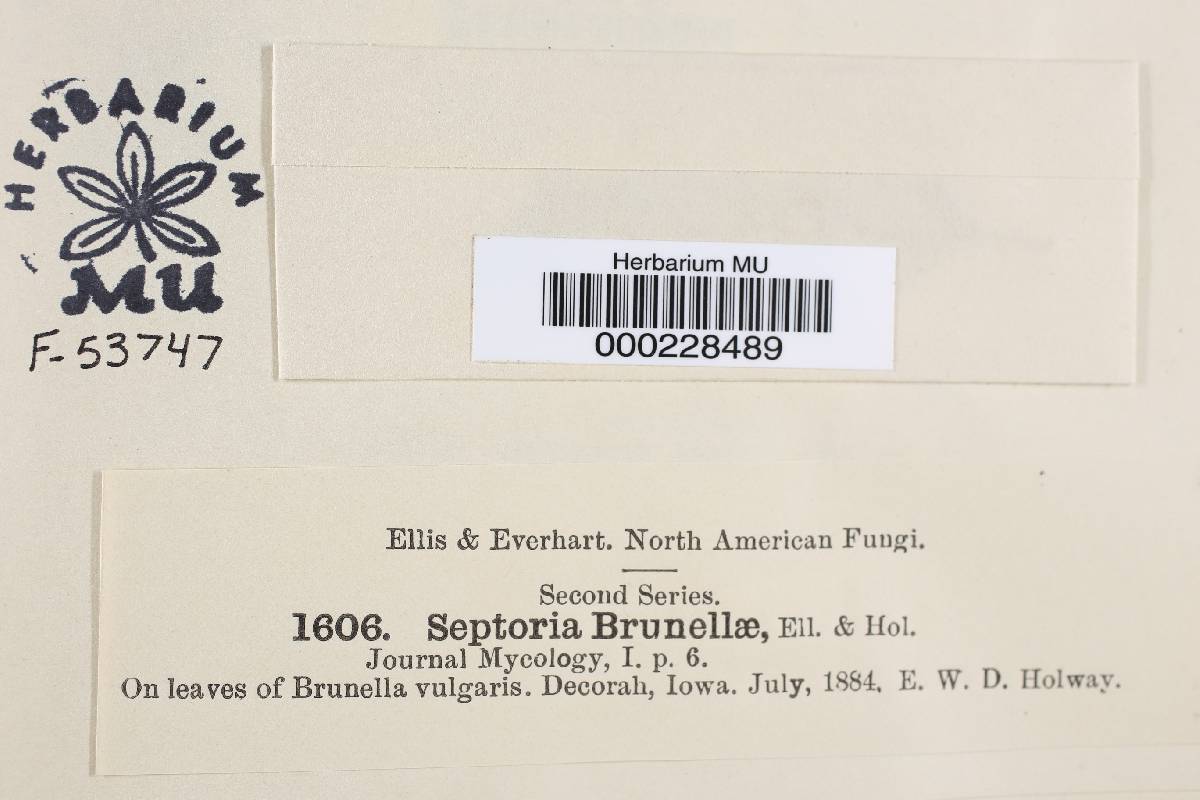 HERBARIUM
MU
F-53747
Herbarium MU
000228489
Ellis & Everhart. North American Fungi.
Second Series.
1606. Septoria Brunellæ, Ell. & Hol.
Journal Mycology, I. p. 6.
On leaves of Brunella vulgaris. Decorah, Iowa. July, 1884. E. W. D. Holway.